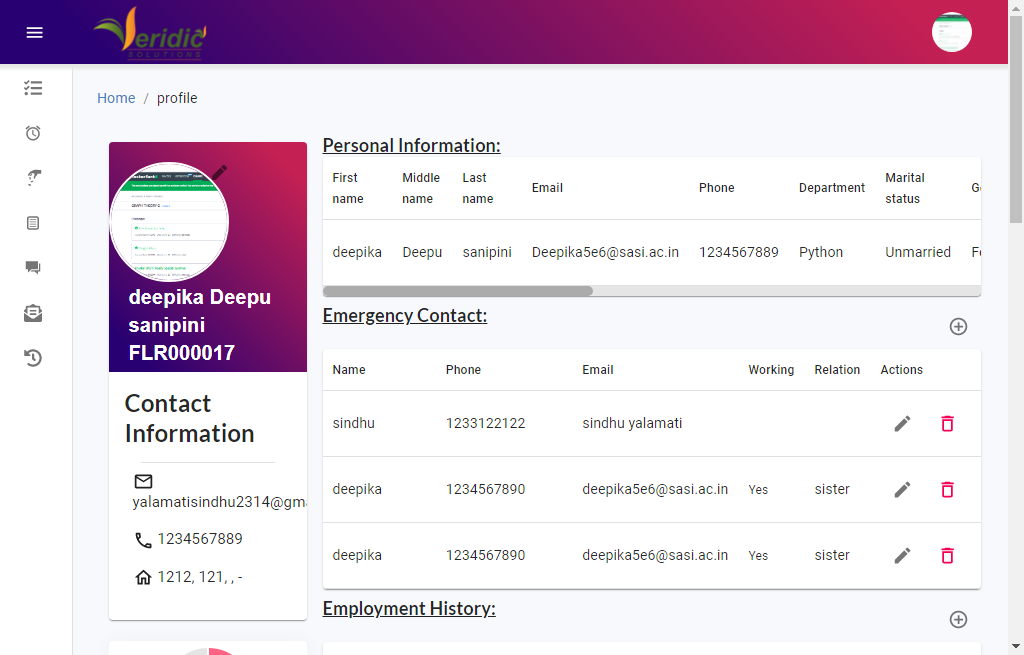 eridic
SOLUTIONS
Home / profile
deepika Deepu
sanipini
FLR000017
Contact
Information
yalamatisindhu2314@gma
1234567889
1212, 121, , -
Personal Information:
First name Middle name Last name Email Phone Department Marital status Ge
deepika Deepu sanipini Deepika5e6@sasi.ac.in 1234567889 Python Unmarried Fe
Emergency Contact:
Name Phone Email Working Relation Actions
sindhu 1233122122 sindhu yalamati
deepika 1234567890 deepika5e6@sasi.ac.in Yes sister
deepika 1234567890 deepika5e6@sasi.ac.in Yes sister
Employment History: